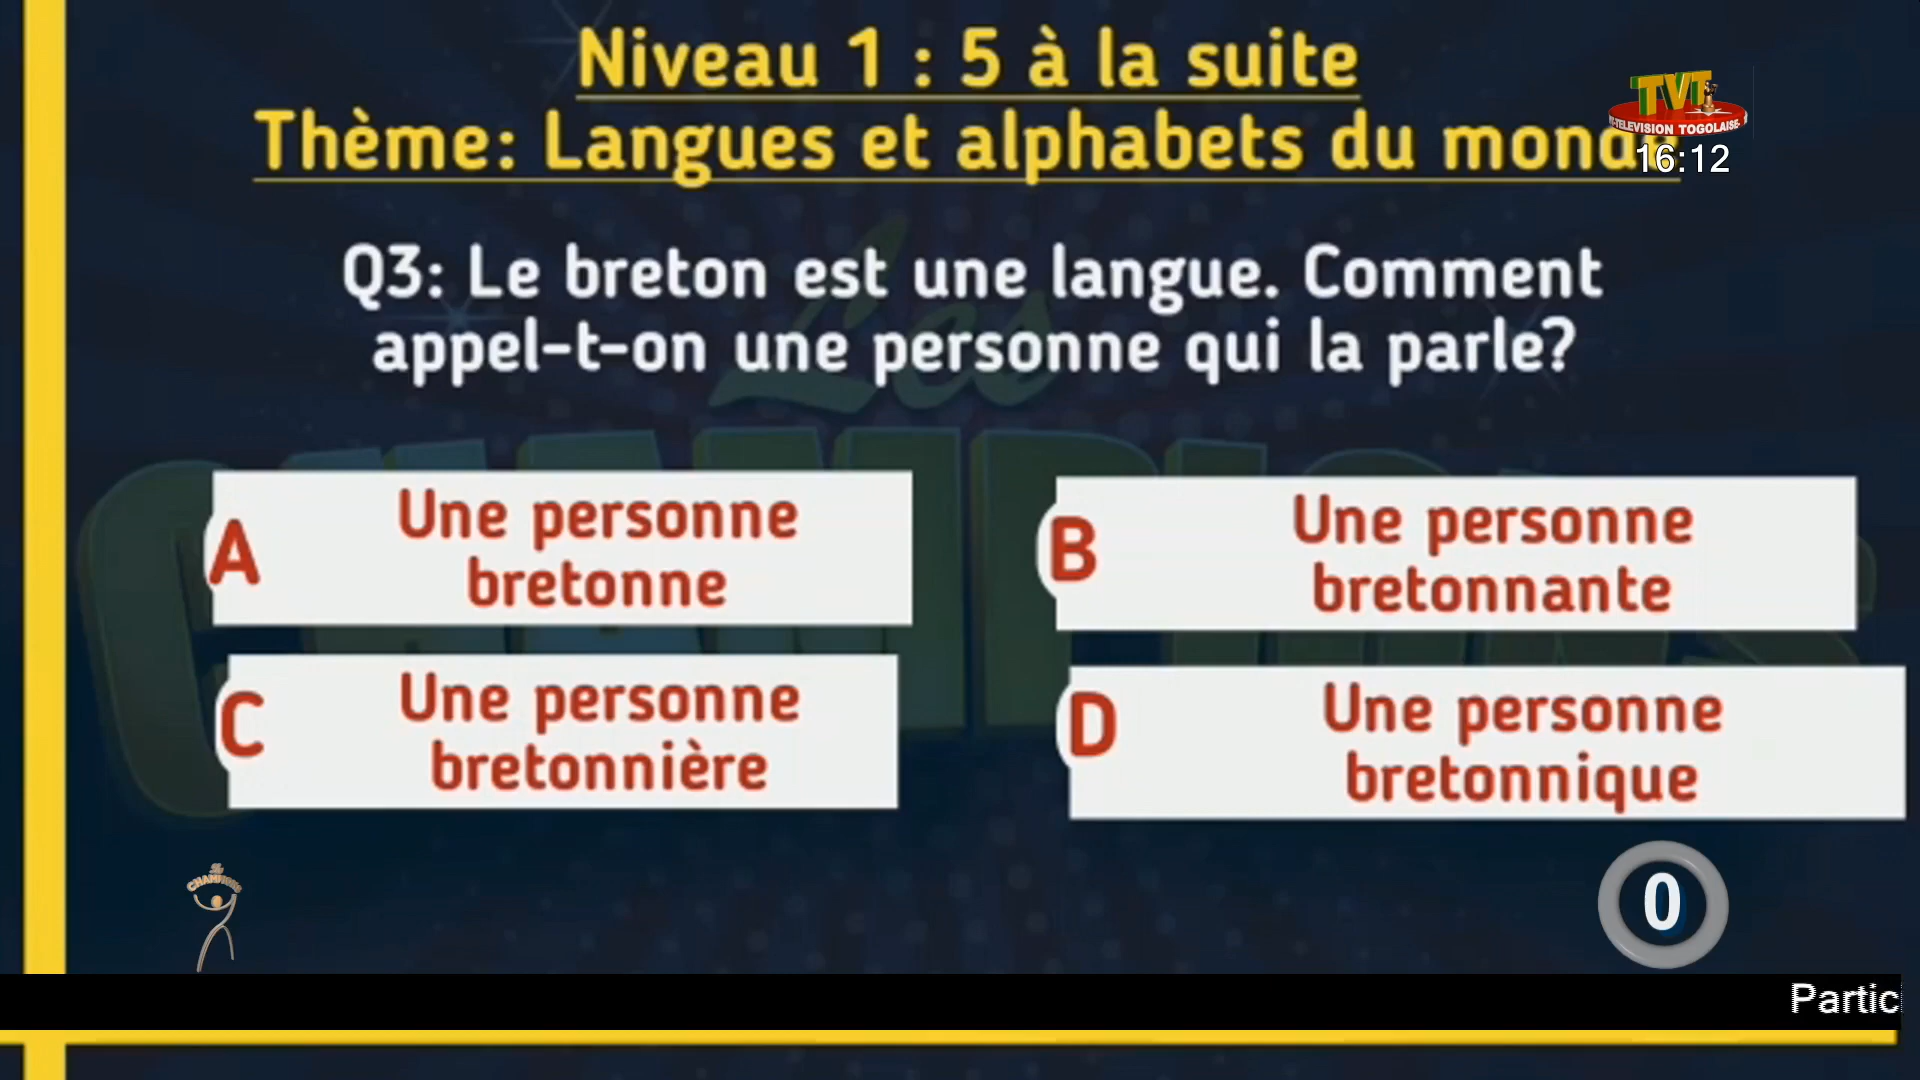 Niveau 1 : 5 à la suite
Thème: Langues et alphabets du mond
TVT
TELEVISION TOGOLAISE
16:12
Q3: Le breton est une langue. Comment
appel-t-on une personne qui la parle?
A Une personne
bretonne
B Une personne
bretonnante
C Une personne
bretonnière
D Une personne
bretonnique
Les
CHAMPIONS
0
Partic